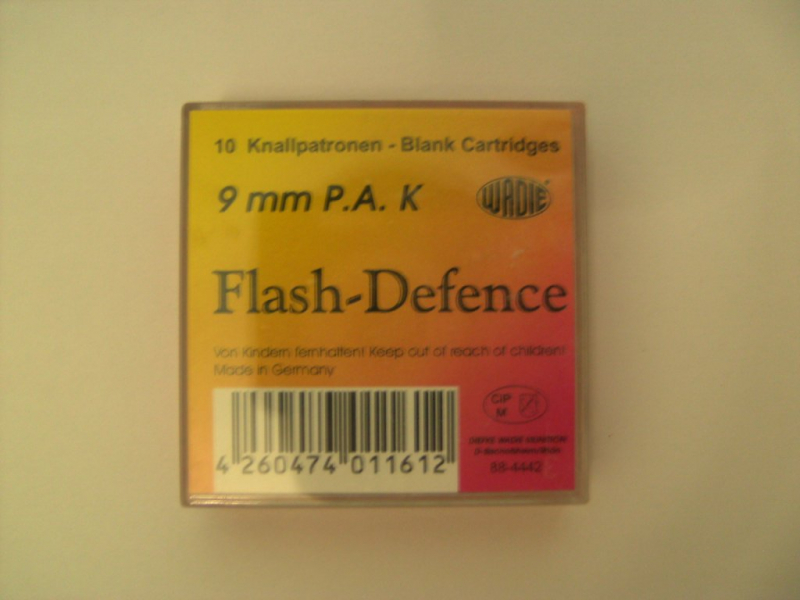 10 Knallpatronen - Blank Cartridges
9 mm P.A. K
WADIE
Flash-Defence
Von Kindern fernhalten! Keep out of reach of children!
Made in Germany
CIP
M
4 260474 011612
88-4442